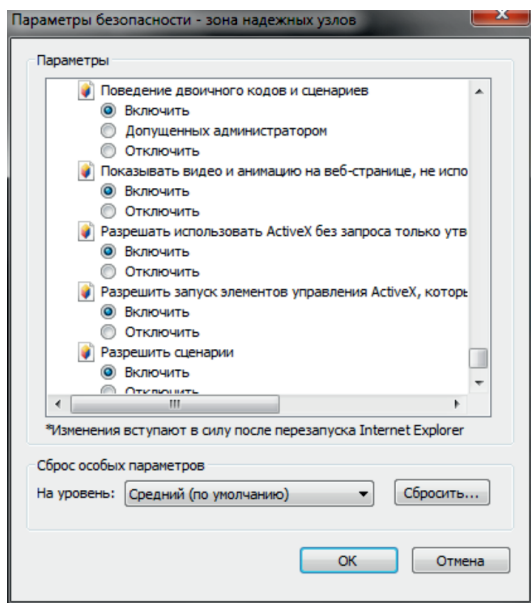 Параметры безопасности - зона надежных узлов
Параметры
Поведение двоичного кодов и сценариев
Включить
Допущенных администратором
Отключить
Показывать видео и анимацию на веб-странице, не испо
Включить
Отключить
Разрешать использовать ActiveX без запроса только утв
Включить
Отключить
Разрешить запуск элементов управления ActiveX, которы
Включить
Отключить
Разрешить сценарии
Включить
Отключить
*Изменения вступают в силу после перезапуска Internet Explorer
Сброс особых параметров
На уровень: Средний (по умолчанию) Сбросить...
ОК Отмена